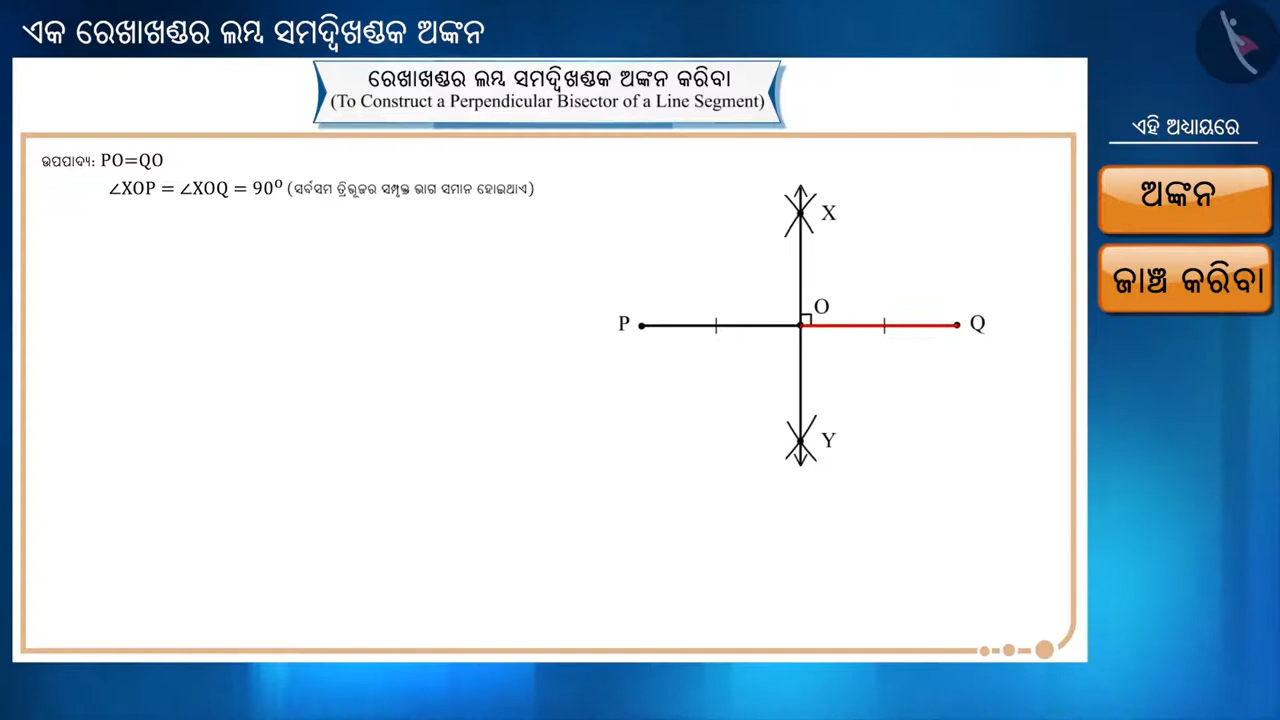 ଏକ ରେଖାଖଣ୍ଡର ଲମ୍ବ ସମଦ୍ୱିଖଣ୍ଡକ ଅଙ୍କନ
ରେଖାଖଣ୍ଡର ଲମ୍ବ ସମଦ୍ୱିଖଣ୍ଡକ ଅଙ୍କନ କରିବା
(To Construct a Perpendicular Bisector of a Line Segment)
ଏହି ଅଧ୍ୟାୟରେ
ଅଙ୍କନ
ଜାଞ୍ଚ କରିବା
ଉପପାଦ୍ୟ: PO=QO
∠XOP = ∠XOQ = 90⁰ (ସର୍ବସମ ତ୍ରିଭୂଜର ସମ୍ପୃକ୍ତ ଭାଗ ସମାନ ହୋଇଥାଏ)
X
O
P
Q
Y